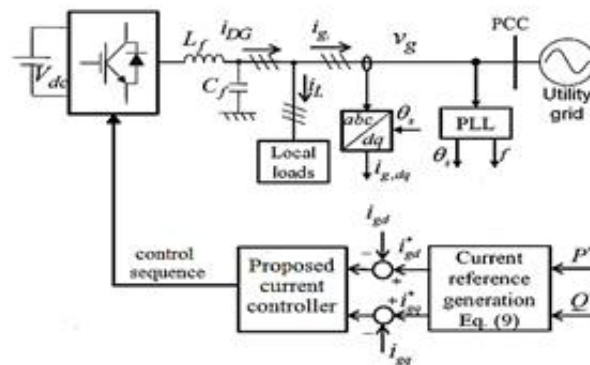 V_dc
L_f
C_f
i_DG
i_L
i_g
v_g
PCC
Utility
grid
abc
dq
θ_s
i_g,dq
PLL
θ_s
f
Local
loads
control
sequence
Proposed
current
controller
i_gd
i*_gd
- +
+ i*_gq
-
i_gq
Current
reference
generation
Eq. (9)
P*
Q*